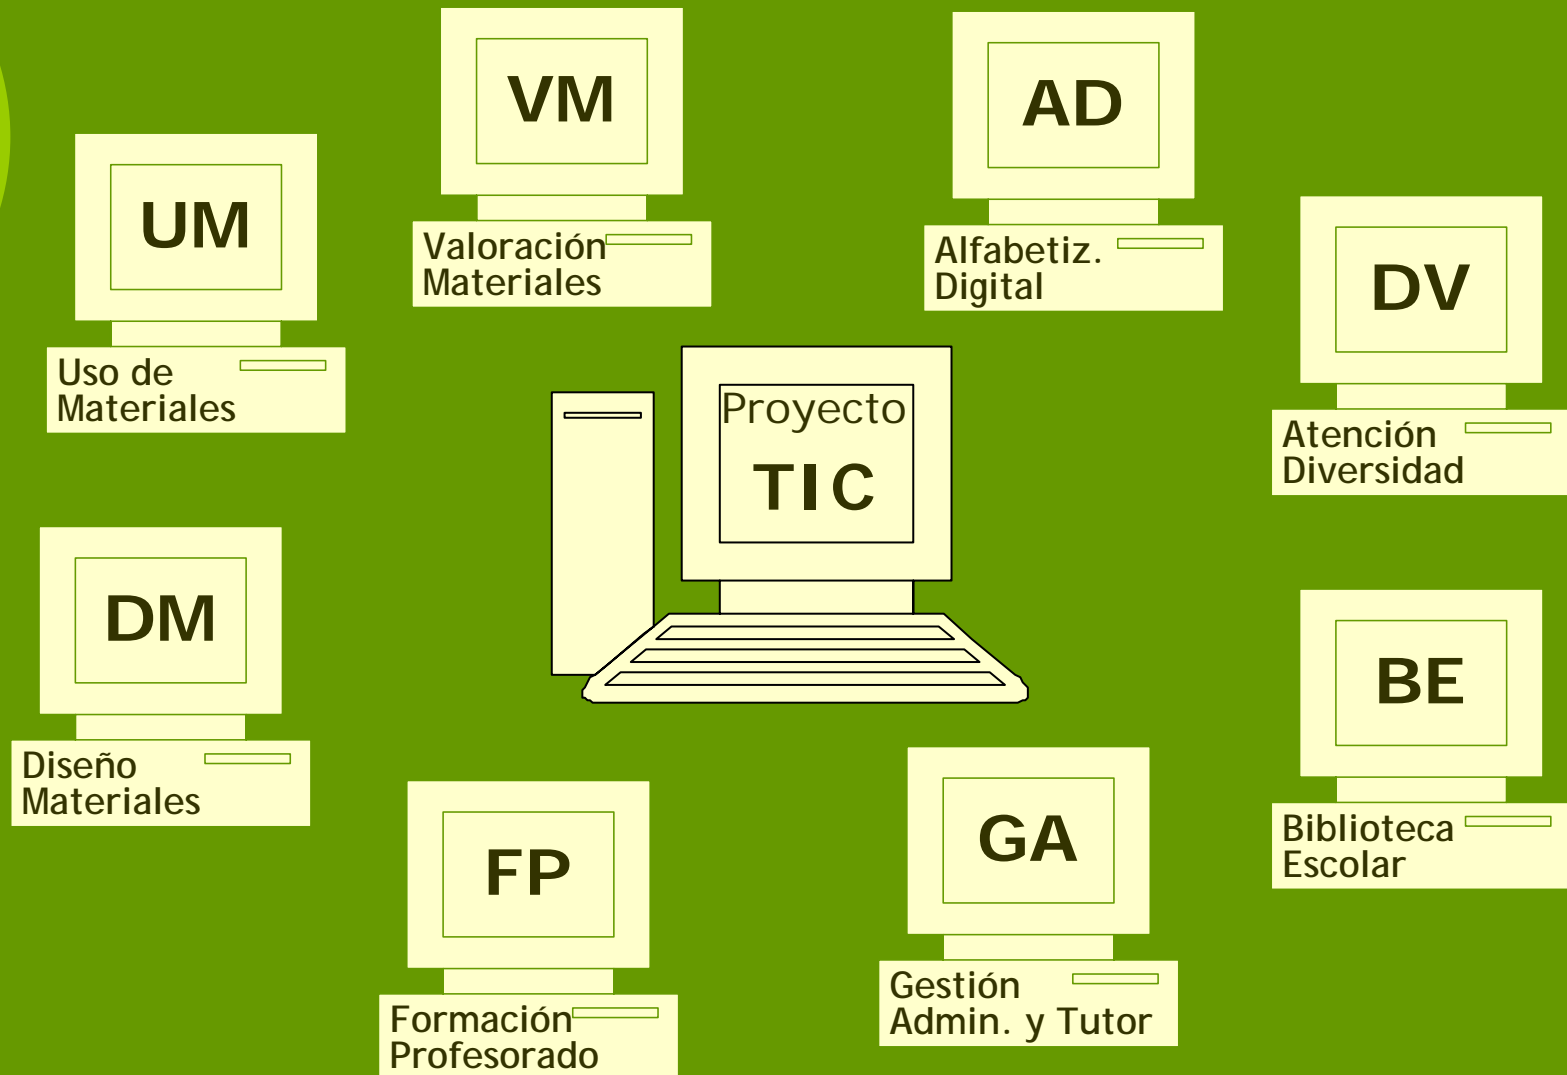 VM
Valoración
Materiales
AD
Alfabetiz.
Digital
UM
Uso de
Materiales
DV
Atención
Diversidad
Proyecto
TIC
DM
Diseño
Materiales
BE
Biblioteca
Escolar
FP
Formación
Profesorado
GA
Gestión
Admin. y Tutor